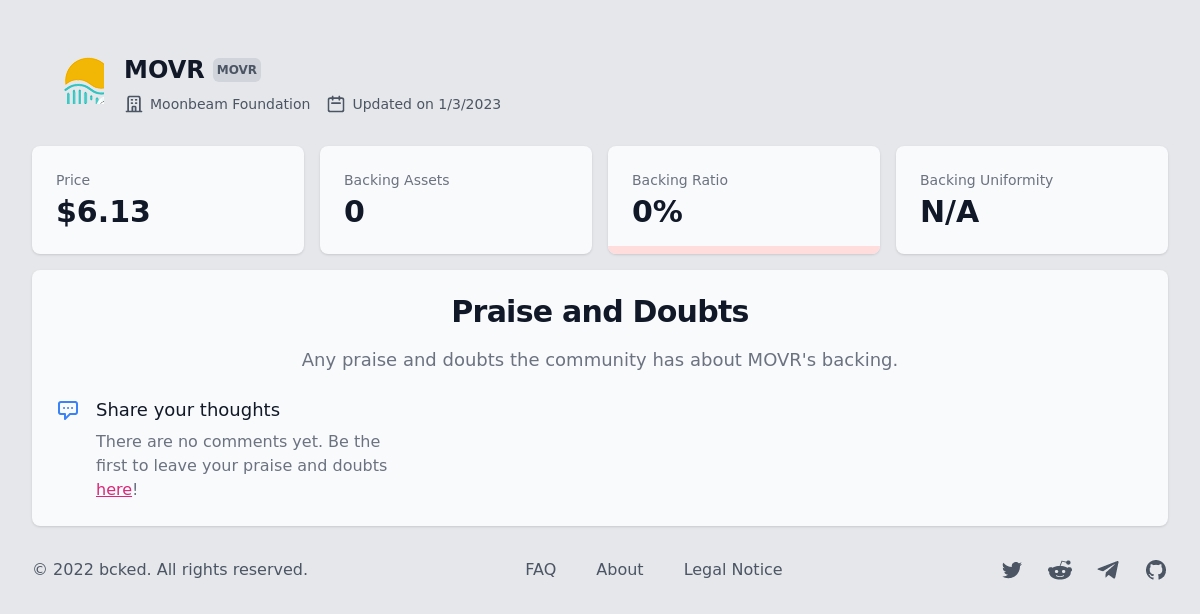 MOVR MOVR
Moonbeam Foundation Updated on 1/3/2023
Price
$6.13
Backing Assets
0
Backing Ratio
0%
Backing Uniformity
N/A
Praise and Doubts
Any praise and doubts the community has about MOVR's backing.
Share your thoughts
There are no comments yet. Be the
first to leave your praise and doubts
here!
© 2022 bcked. All rights reserved. FAQ About Legal Notice